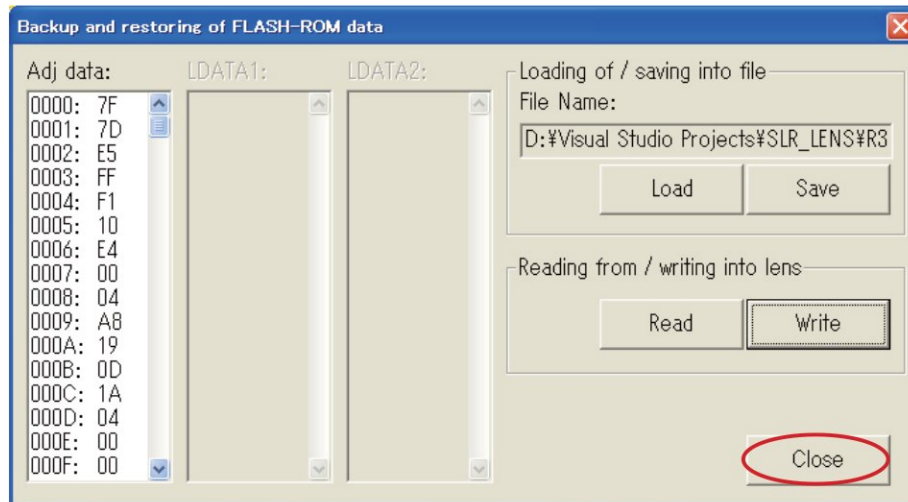 Backup and restoring of FLASH-ROM data
Adj data:
0000: 7F
0001: 7D
0002: E5
0003: FF
0004: F1
0005: 10
0006: E4
0007: 00
0008: 04
0009: A8
000A: 19
000B: 0D
000C: 1A
000D: 04
000E: 00
000F: 00
LDATA1:
LDATA2:
Loading of / saving into file
File Name:
D:¥Visual Studio Projects¥SLR_LENS¥R3
Load
Save
Reading from / writing into lens
Read
Write
Close